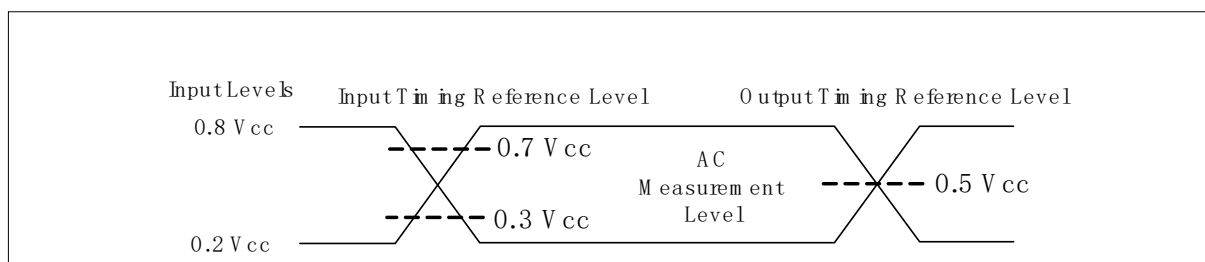 Input Levels
Input Timing Reference Level
Output Timing Reference Level
0.8 Vcc
0.7 Vcc
AC
Measurement
Level
0.5 Vcc
0.3 Vcc
0.2 Vcc